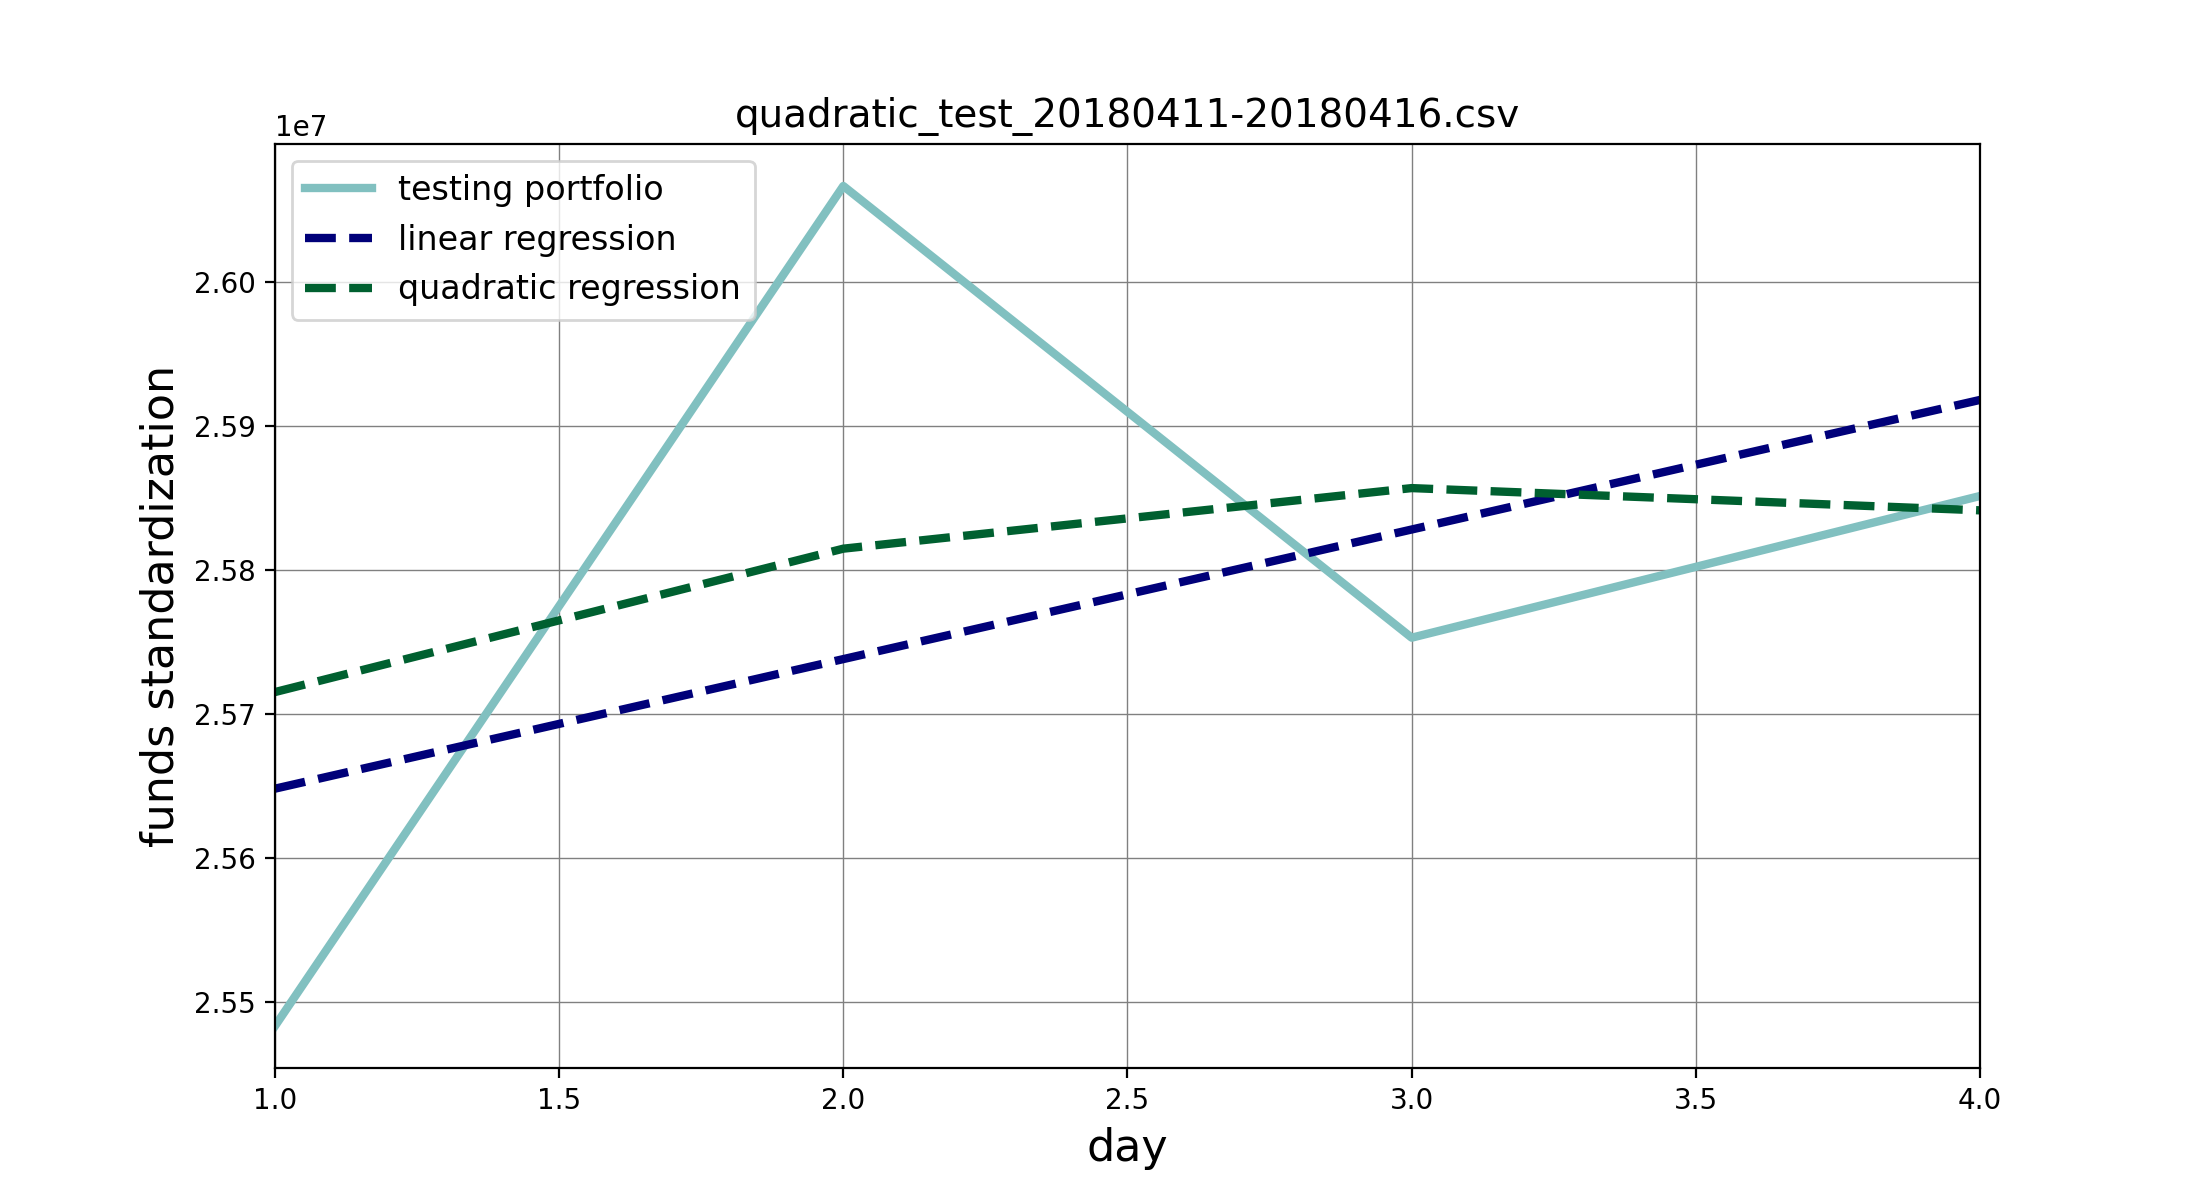 quadratic_test_20180411-20180416.csv
1e7
testing portfolio
linear regression
quadratic regression
2.60
2.59
2.58
2.57
2.56
2.55
funds standardization
1.0 1.5 2.0 2.5 3.0 3.5 4.0
day